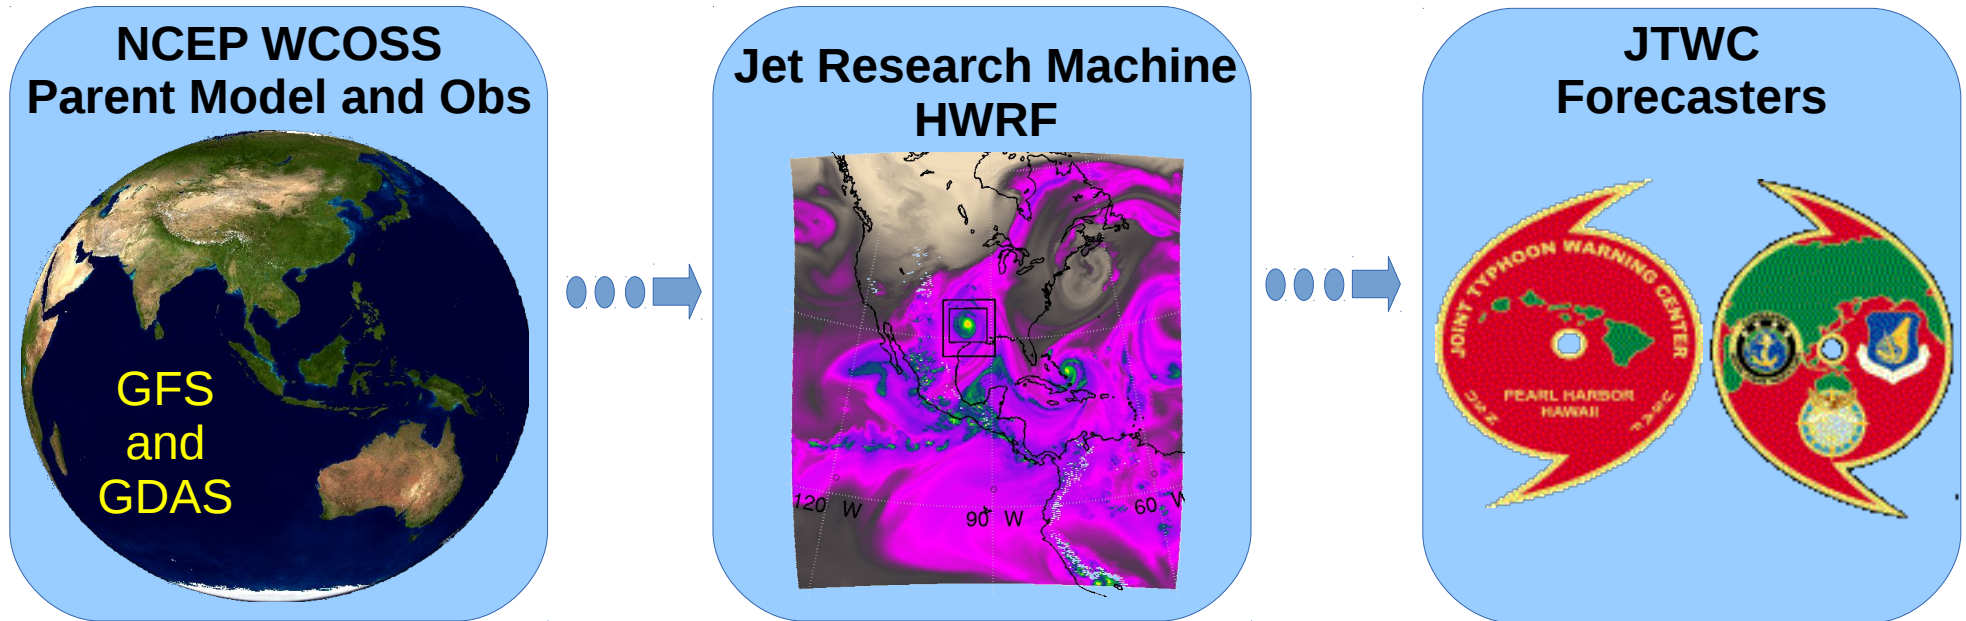 NCEP WCOSS
Parent Model and Obs
GFS
and
GDAS
Jet Research Machine
HWRF
120 W
90 W
60 W
JTWC
Forecasters
JOINT TYPHOON WARNING CENTER
PEARL HARBOR
HAWAII